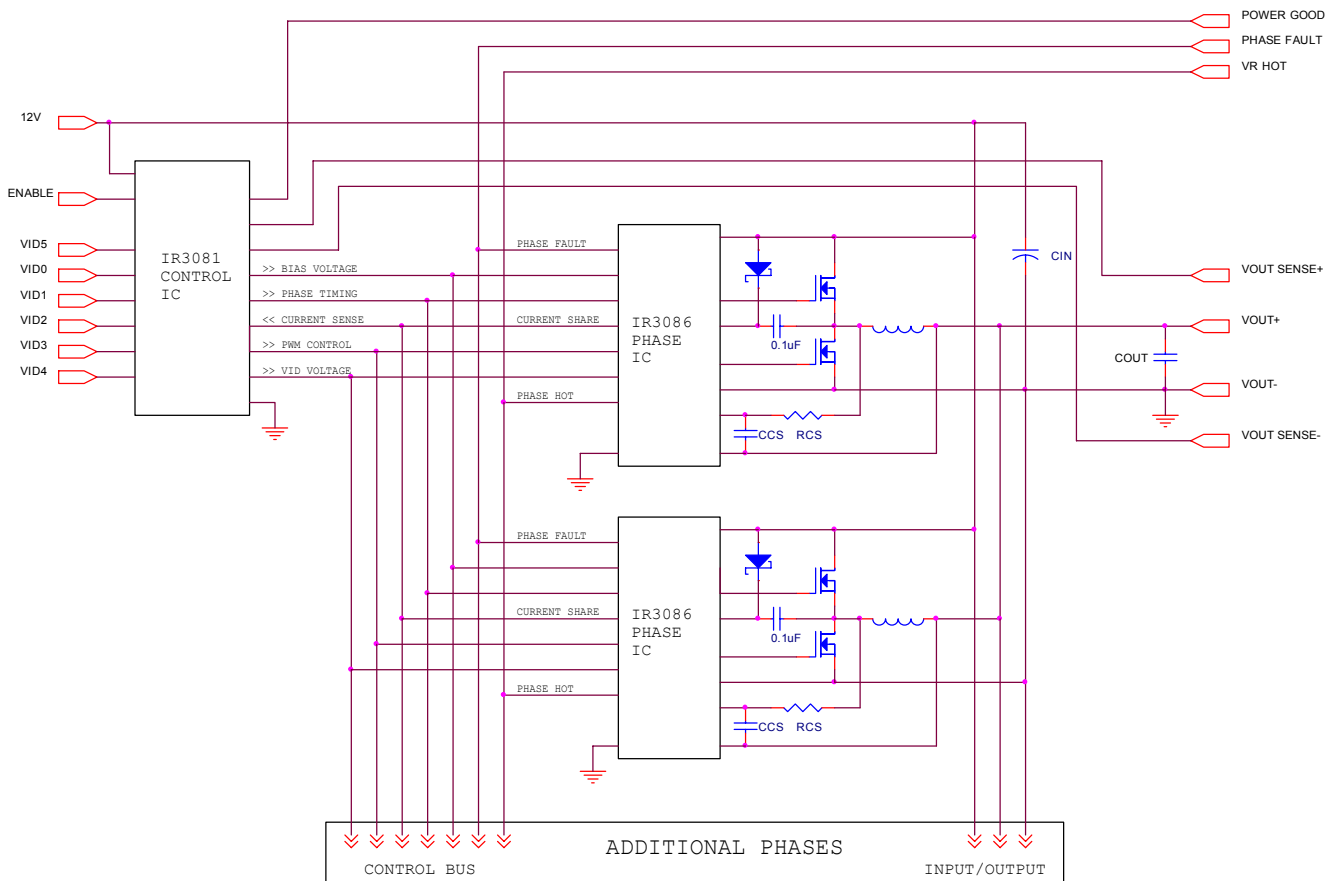 POWER GOOD
PHASE FAULT
VR HOT
12V
ENABLE
VID5
VID0
VID1
VID2
VID3
VID4
IR3081
CONTROL
IC
>> BIAS VOLTAGE
>> PHASE TIMING
<< CURRENT SENSE
>> PWM CONTROL
>> VID VOLTAGE
PHASE FAULT
CURRENT SHARE
PHASE HOT
IR3086
PHASE
IC
0.1uF
CCS RCS
CIN
COUT
VOUT SENSE+
VOUT+
VOUT-
VOUT SENSE-
PHASE FAULT
CURRENT SHARE
PHASE HOT
IR3086
PHASE
IC
0.1uF
CCS RCS
ADDITIONAL PHASES
CONTROL BUS
INPUT/OUTPUT